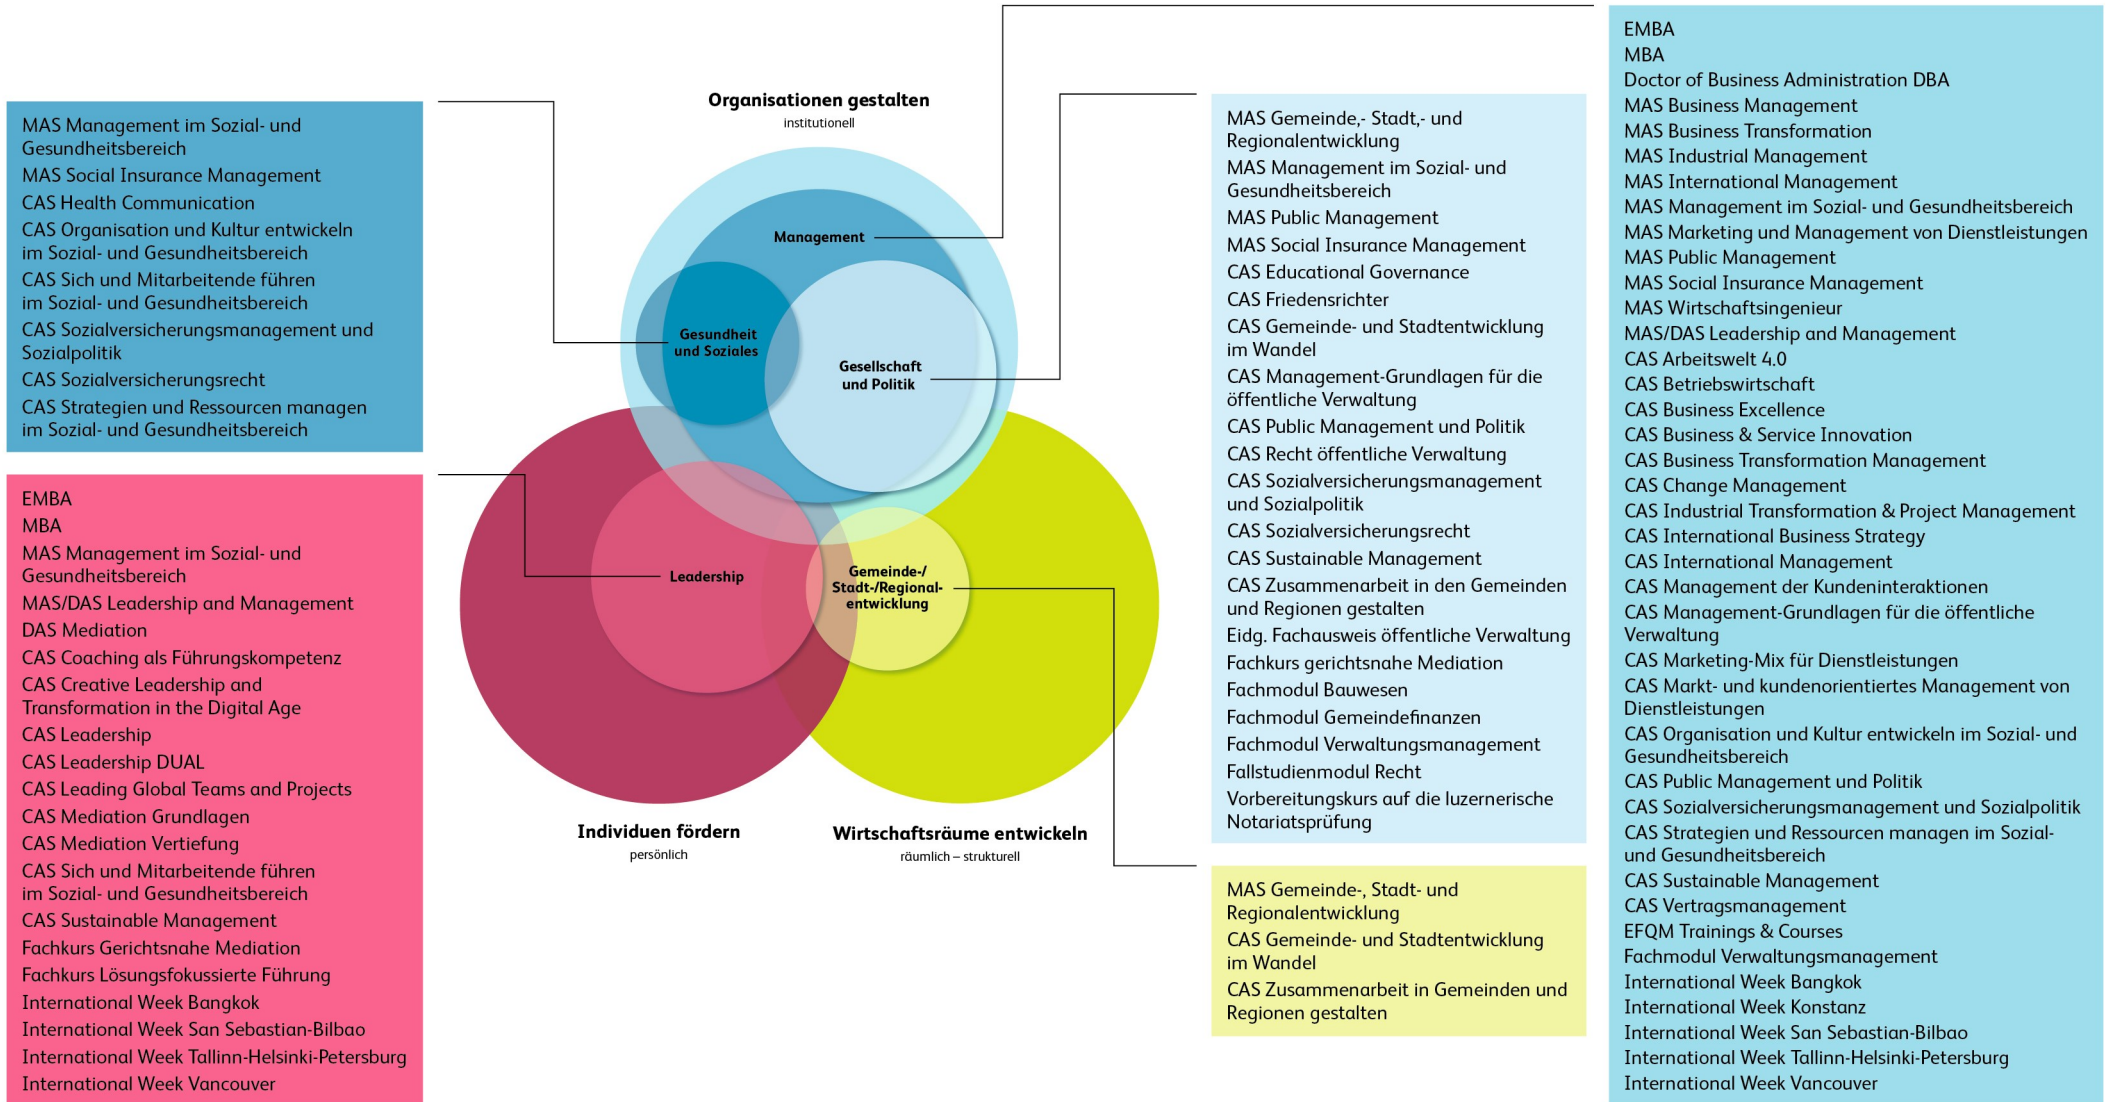 Organisationen gestalten
institutionell
Management
Gesundheit
und Soziales
Gesellschaft
und Politik
Leadership
Gemeinde-/
Stadt-/Regional-
entwicklung
Individuen fördern
persönlich
Wirtschaftsräume entwickeln
räumlich – strukturell
MAS Management im Sozial- und
Gesundheitsbereich
MAS Social Insurance Management
CAS Health Communication
CAS Organisation und Kultur entwickeln
im Sozial- und Gesundheitsbereich
CAS Sich und Mitarbeitende führen
im Sozial- und Gesundheitsbereich
CAS Sozialversicherungsmanagement und
Sozialpolitik
CAS Sozialversicherungsrecht
CAS Strategien und Ressourcen managen
im Sozial- und Gesundheitsbereich
EMBA
MBA
MAS Management im Sozial- und
Gesundheitsbereich
MAS/DAS Leadership and Management
DAS Mediation
CAS Coaching als Führungskompetenz
CAS Creative Leadership and
Transformation in the Digital Age
CAS Leadership
CAS Leadership DUAL
CAS Leading Global Teams and Projects
CAS Mediation Grundlagen
CAS Mediation Vertiefung
CAS Sich und Mitarbeitende führen
im Sozial- und Gesundheitsbereich
CAS Sustainable Management
Fachkurs Gerichtsnahe Mediation
Fachkurs Lösungsfokussierte Führung
International Week Bangkok
International Week San Sebastian-Bilbao
International Week Tallinn-Helsinki-Petersburg
International Week Vancouver
MAS Gemeinde,- Stadt,- und
Regionalentwicklung
MAS Management im Sozial- und
Gesundheitsbereich
MAS Public Management
MAS Social Insurance Management
CAS Educational Governance
CAS Friedensrichter
CAS Gemeinde- und Stadtentwicklung
im Wandel
CAS Management-Grundlagen für die
öffentliche Verwaltung
CAS Public Management und Politik
CAS Recht öffentliche Verwaltung
CAS Sozialversicherungsmanagement
und Sozialpolitik
CAS Sozialversicherungsrecht
CAS Sustainable Management
CAS Zusammenarbeit in den Gemeinden
und Regionen gestalten
Eidg. Fachausweis öffentliche Verwaltung
Fachkurs gerichtsnahe Mediation
Fachmodul Bauwesen
Fachmodul Gemeindefinanzen
Fachmodul Verwaltungsmanagement
Fallstudienmodul Recht
Vorbereitungskurs auf die luzernerische
Notariatsprüfung
MAS Gemeinde-, Stadt- und
Regionalentwicklung
CAS Gemeinde- und Stadtentwicklung
im Wandel
CAS Zusammenarbeit in Gemeinden und
Regionen gestalten
EMBA
MBA
Doctor of Business Administration DBA
MAS Business Management
MAS Business Transformation
MAS Industrial Management
MAS International Management
MAS Management im Sozial- und Gesundheitsbereich
MAS Marketing und Management von Dienstleistungen
MAS Public Management
MAS Social Insurance Management
MAS Wirtschaftsingenieur
MAS/DAS Leadership and Management
CAS Arbeitswelt 4.0
CAS Betriebswirtschaft
CAS Business Excellence
CAS Business & Service Innovation
CAS Business Transformation Management
CAS Change Management
CAS Industrial Transformation & Project Management
CAS International Business Strategy
CAS International Management
CAS Management der Kundeninteraktionen
CAS Management-Grundlagen für die öffentliche
Verwaltung
CAS Marketing-Mix für Dienstleistungen
CAS Markt- und kundenorientiertes Management von
Dienstleistungen
CAS Organisation und Kultur entwickeln im Sozial- und
Gesundheitsbereich
CAS Public Management und Politik
CAS Sozialversicherungsmanagement und Sozialpolitik
CAS Strategien und Ressourcen managen im Sozial-
und Gesundheitsbereich
CAS Sustainable Management
CAS Vertragsmanagement
EFQM Trainings & Courses
Fachmodul Verwaltungsmanagement
International Week Bangkok
International Week Konstanz
International Week San Sebastian-Bilbao
International Week Tallinn-Helsinki-Petersburg
International Week Vancouver